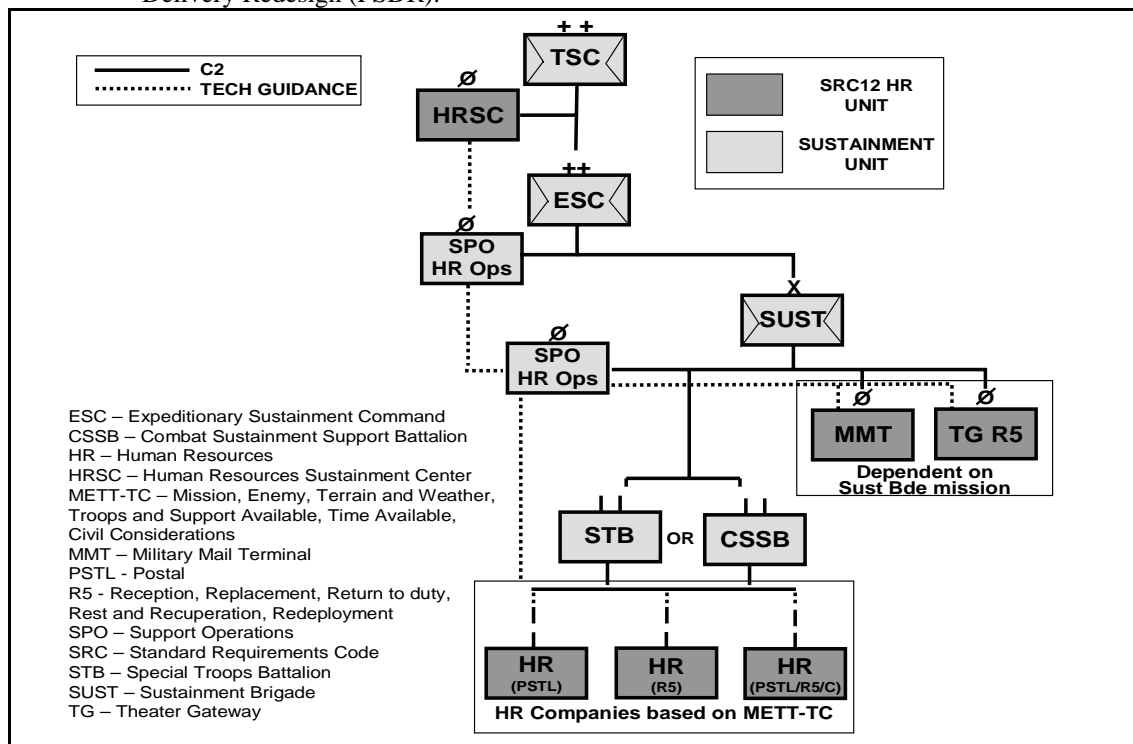 Delivery Redesign (PSDR).
++
TSC
C2
TECH GUIDANCE
Ø
HRSC
SRC12 HR
UNIT
SUSTAINMENT
UNIT
++
ESC
Ø
SPO
HR Ops
X
SUST
Ø
SPO
HR Ops
Ø
MMT
Ø
TG R5
Dependent on
Sust Bde mission
ESC – Expeditionary Sustainment Command
CSSB – Combat Sustainment Support Battalion
HR – Human Resources
HRSC – Human Resources Sustainment Center
METT-TC – Mission, Enemy, Terrain and Weather,
Troops and Support Available, Time Available,
Civil Considerations
MMT – Military Mail Terminal
PSTL - Postal
R5 - Reception, Replacement, Return to duty,
Rest and Recuperation, Redeployment
SPO – Support Operations
SRC – Standard Requirements Code
STB – Special Troops Battalion
SUST – Sustainment Brigade
TG – Theater Gateway
STB
OR
CSSB
HR
(PSTL)
HR
(R5)
HR
(PSTL/R5/C)
HR Companies based on METT-TC